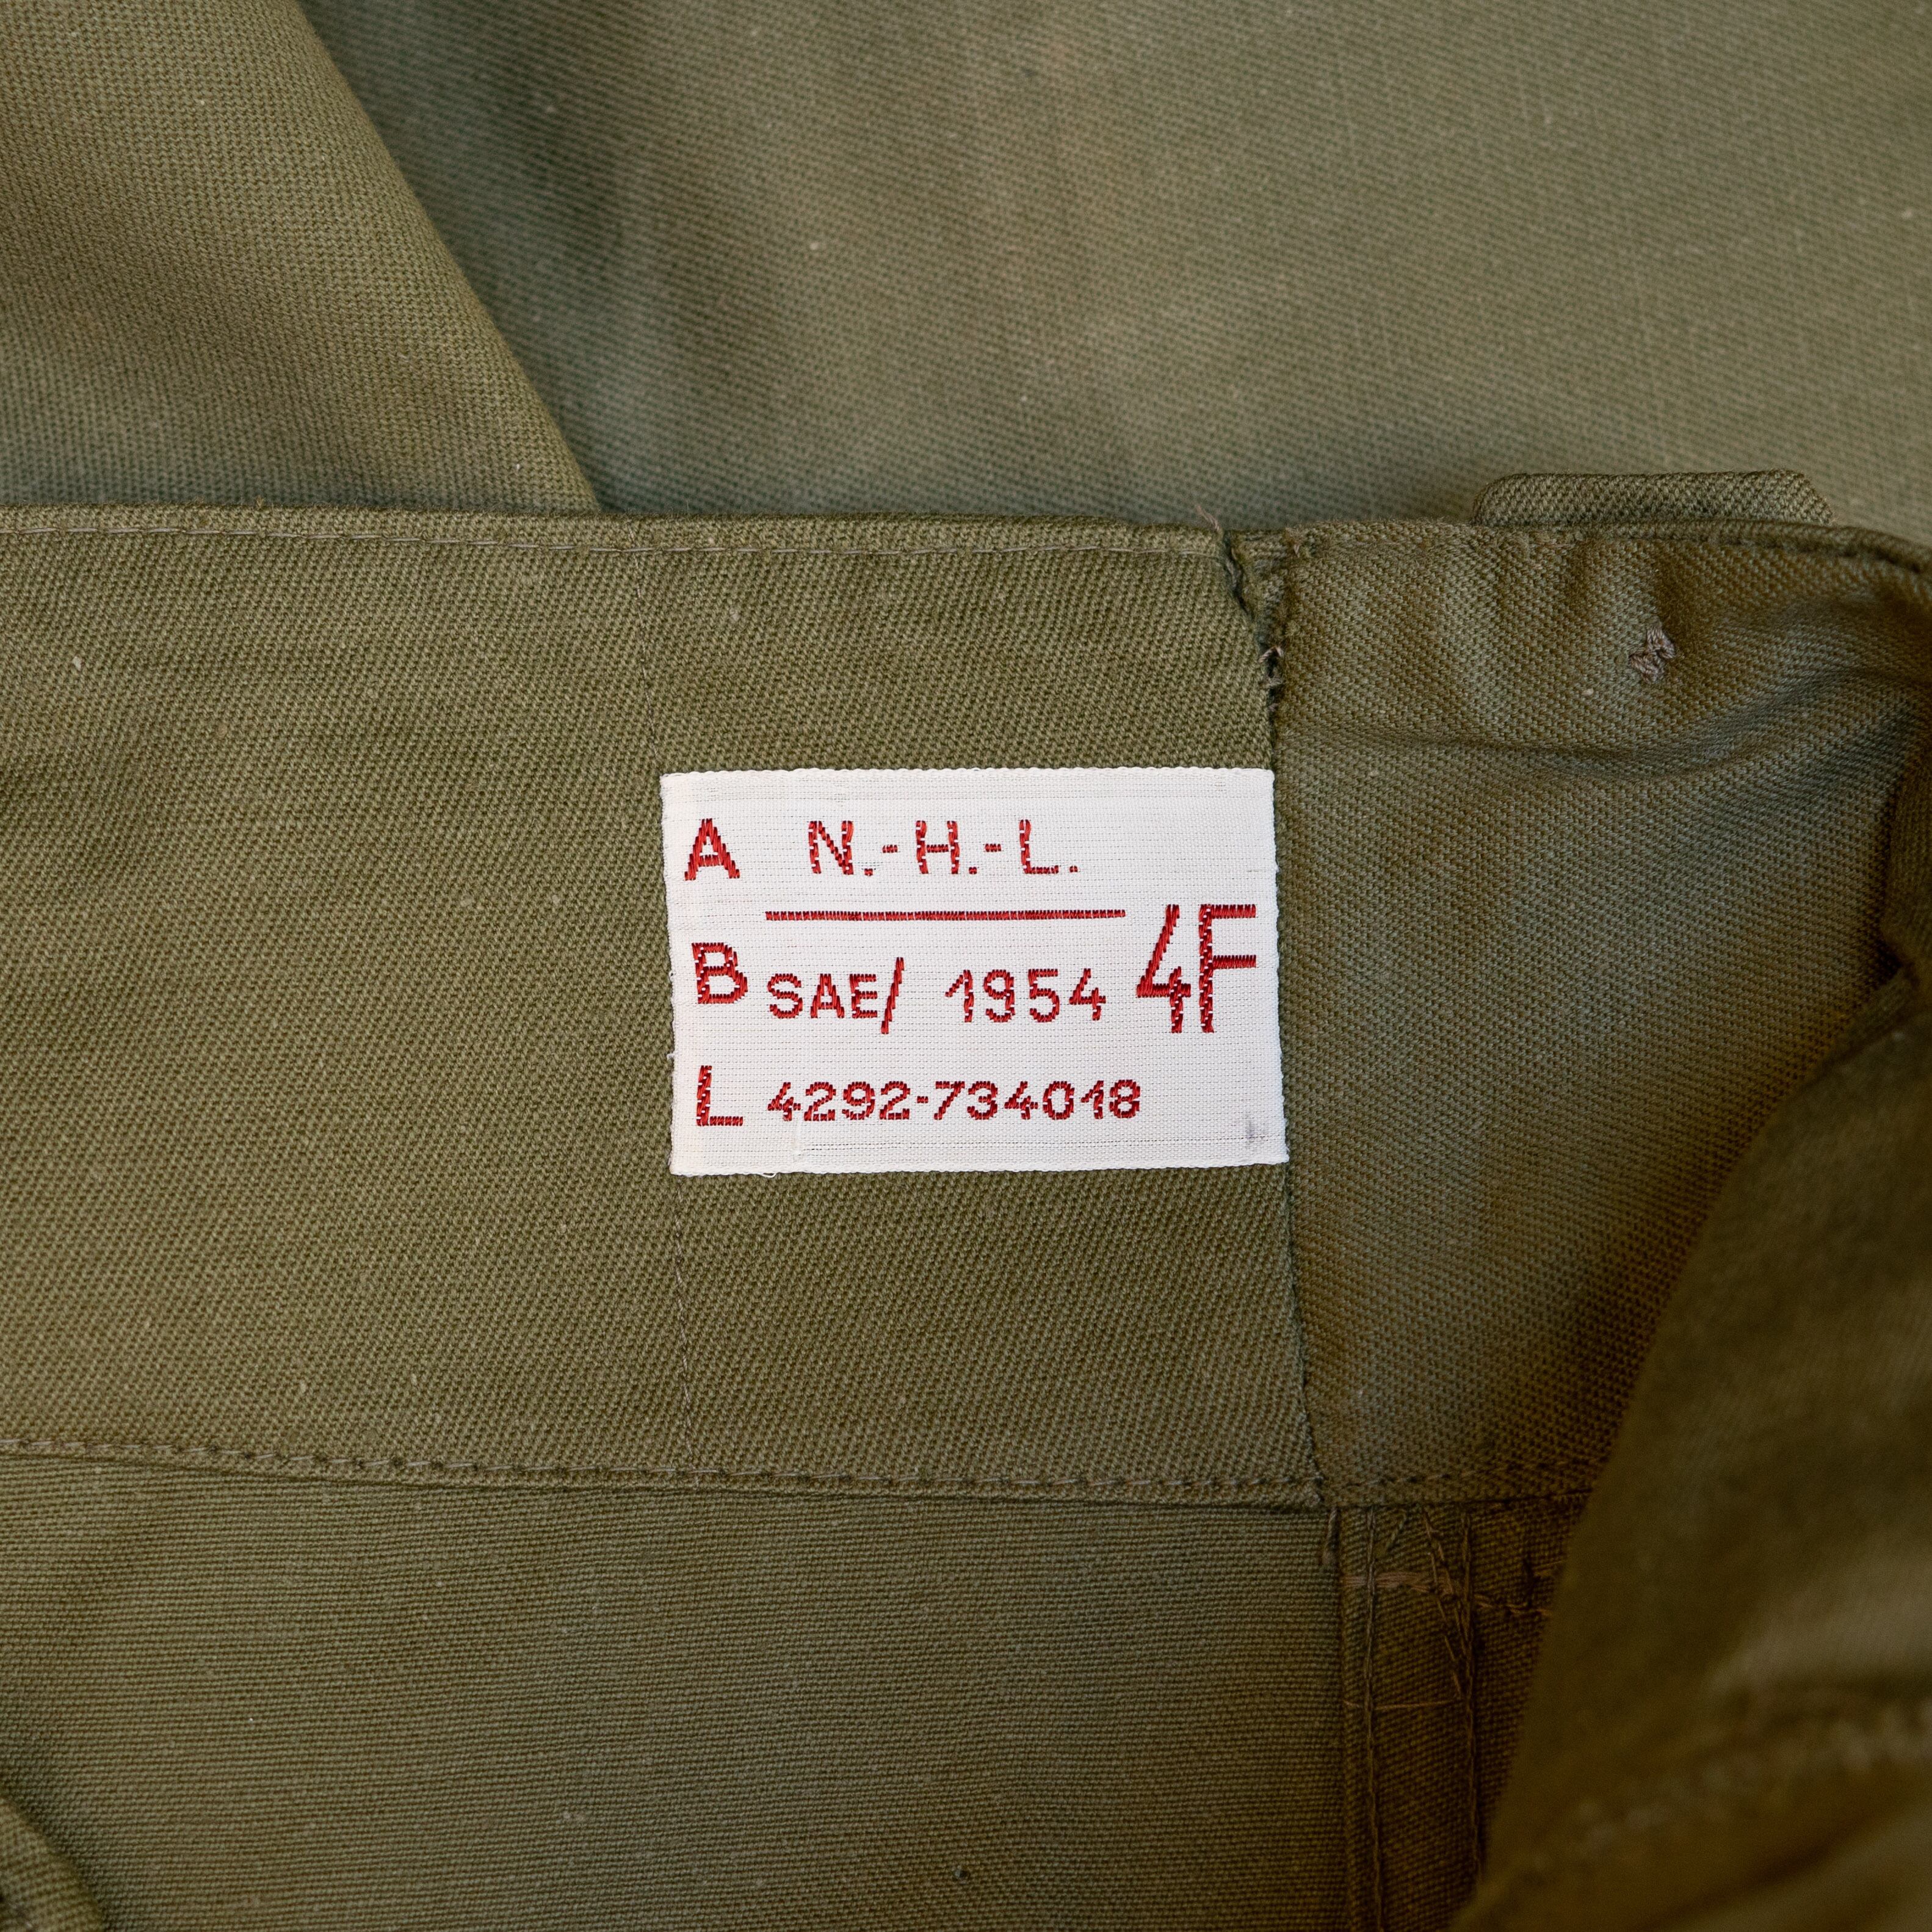 A N.-H.-L.
4F
B SAE/ 1954
L 4292-734018